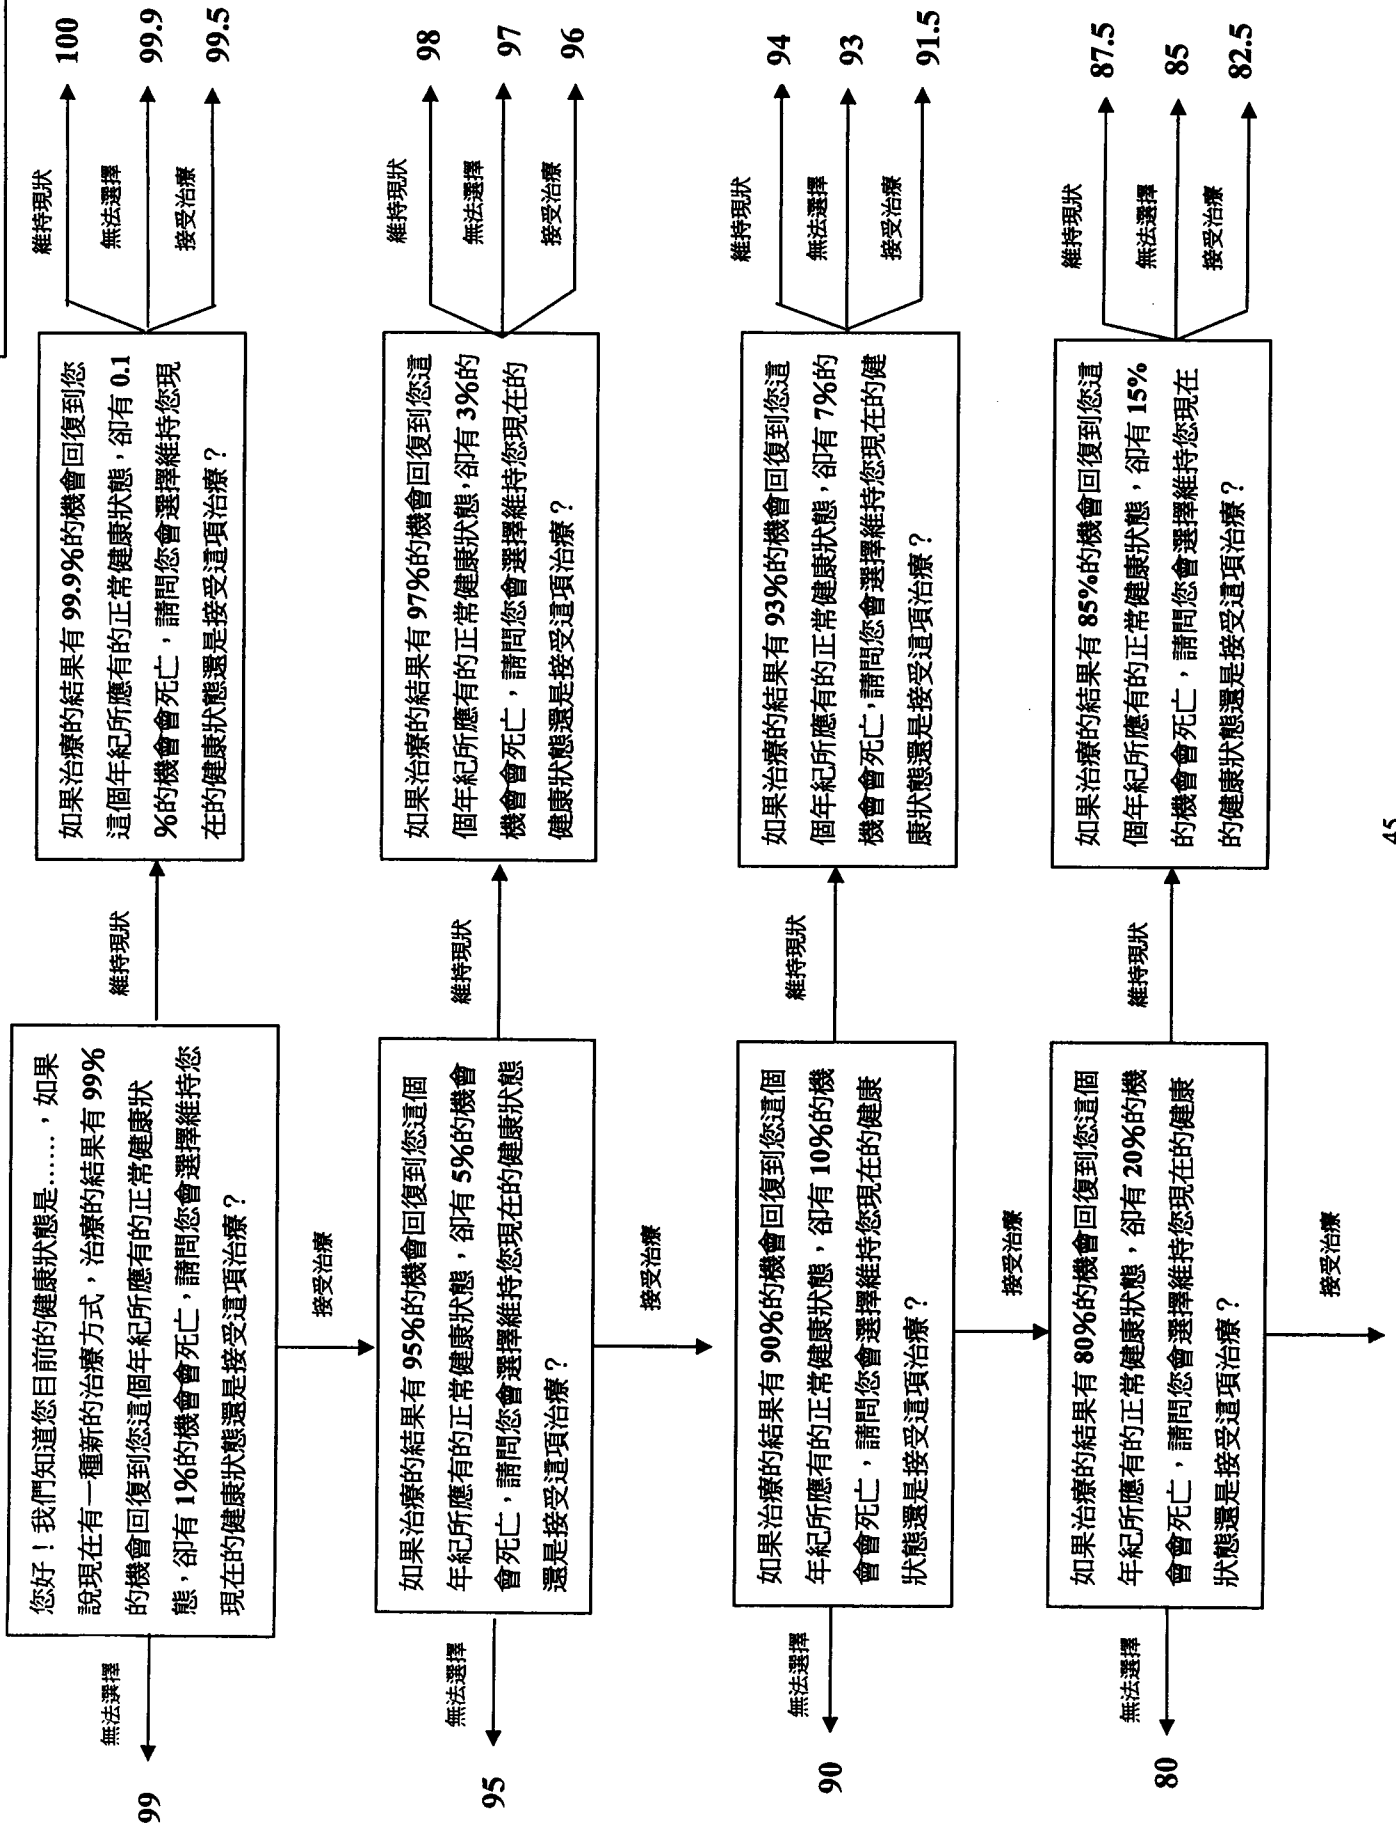 99
無法選擇
您好！我們知道您目前的健康狀態是……，如果
說現在有一種新的治療方式，治療的結果有 99%
的機會回復到您這個年紀所應有的正常健康狀
態，卻有 1%的機會會死亡，請問您會選擇維持您
現在的健康狀態還是接受這項治療？
維持現狀
如果治療的結果有 99.9%的機會回復到您
這個年紀所應有的正常健康狀態，卻有 0.1
%的機會會死亡，請問您會選擇維持您現
在的健康狀態還是接受這項治療？
維持現狀
100
無法選擇
99.9
接受治療
99.5
接受治療
95
無法選擇
如果治療的結果有 95%的機會回復到您這個
年紀所應有的正常健康狀態，卻有 5%的機會
會死亡，請問您會選擇維持您現在的健康狀態
還是接受這項治療？
維持現狀
如果治療的結果有 97%的機會回復到您這
個年紀所應有的正常健康狀態，卻有 3%的
機會會死亡，請問您會選擇維持您現在的
健康狀態還是接受這項治療？
維持現狀
98
無法選擇
97
接受治療
96
接受治療
90
無法選擇
如果治療的結果有 90%的機會回復到您這個
年紀所應有的正常健康狀態，卻有 10%的機
會會死亡，請問您會選擇維持您現在的健康
狀態還是接受這項治療？
維持現狀
如果治療的結果有 93%的機會回復到您這
個年紀所應有的正常健康狀態，卻有 7%的
機會會死亡，請問您會選擇維持您現在的健
康狀態還是接受這項治療？
維持現狀
94
無法選擇
93
接受治療
91.5
接受治療
80
無法選擇
如果治療的結果有 80%的機會回復到您這個
年紀所應有的正常健康狀態，卻有 20%的機
會會死亡，請問您會選擇維持您現在的健康
狀態還是接受這項治療？
維持現狀
如果治療的結果有 85%的機會回復到您這
個年紀所應有的正常健康狀態，卻有 15%
的機會會死亡，請問您會選擇維持您現在
的健康狀態還是接受這項治療？
維持現狀
87.5
無法選擇
85
接受治療
82.5
接受治療
45